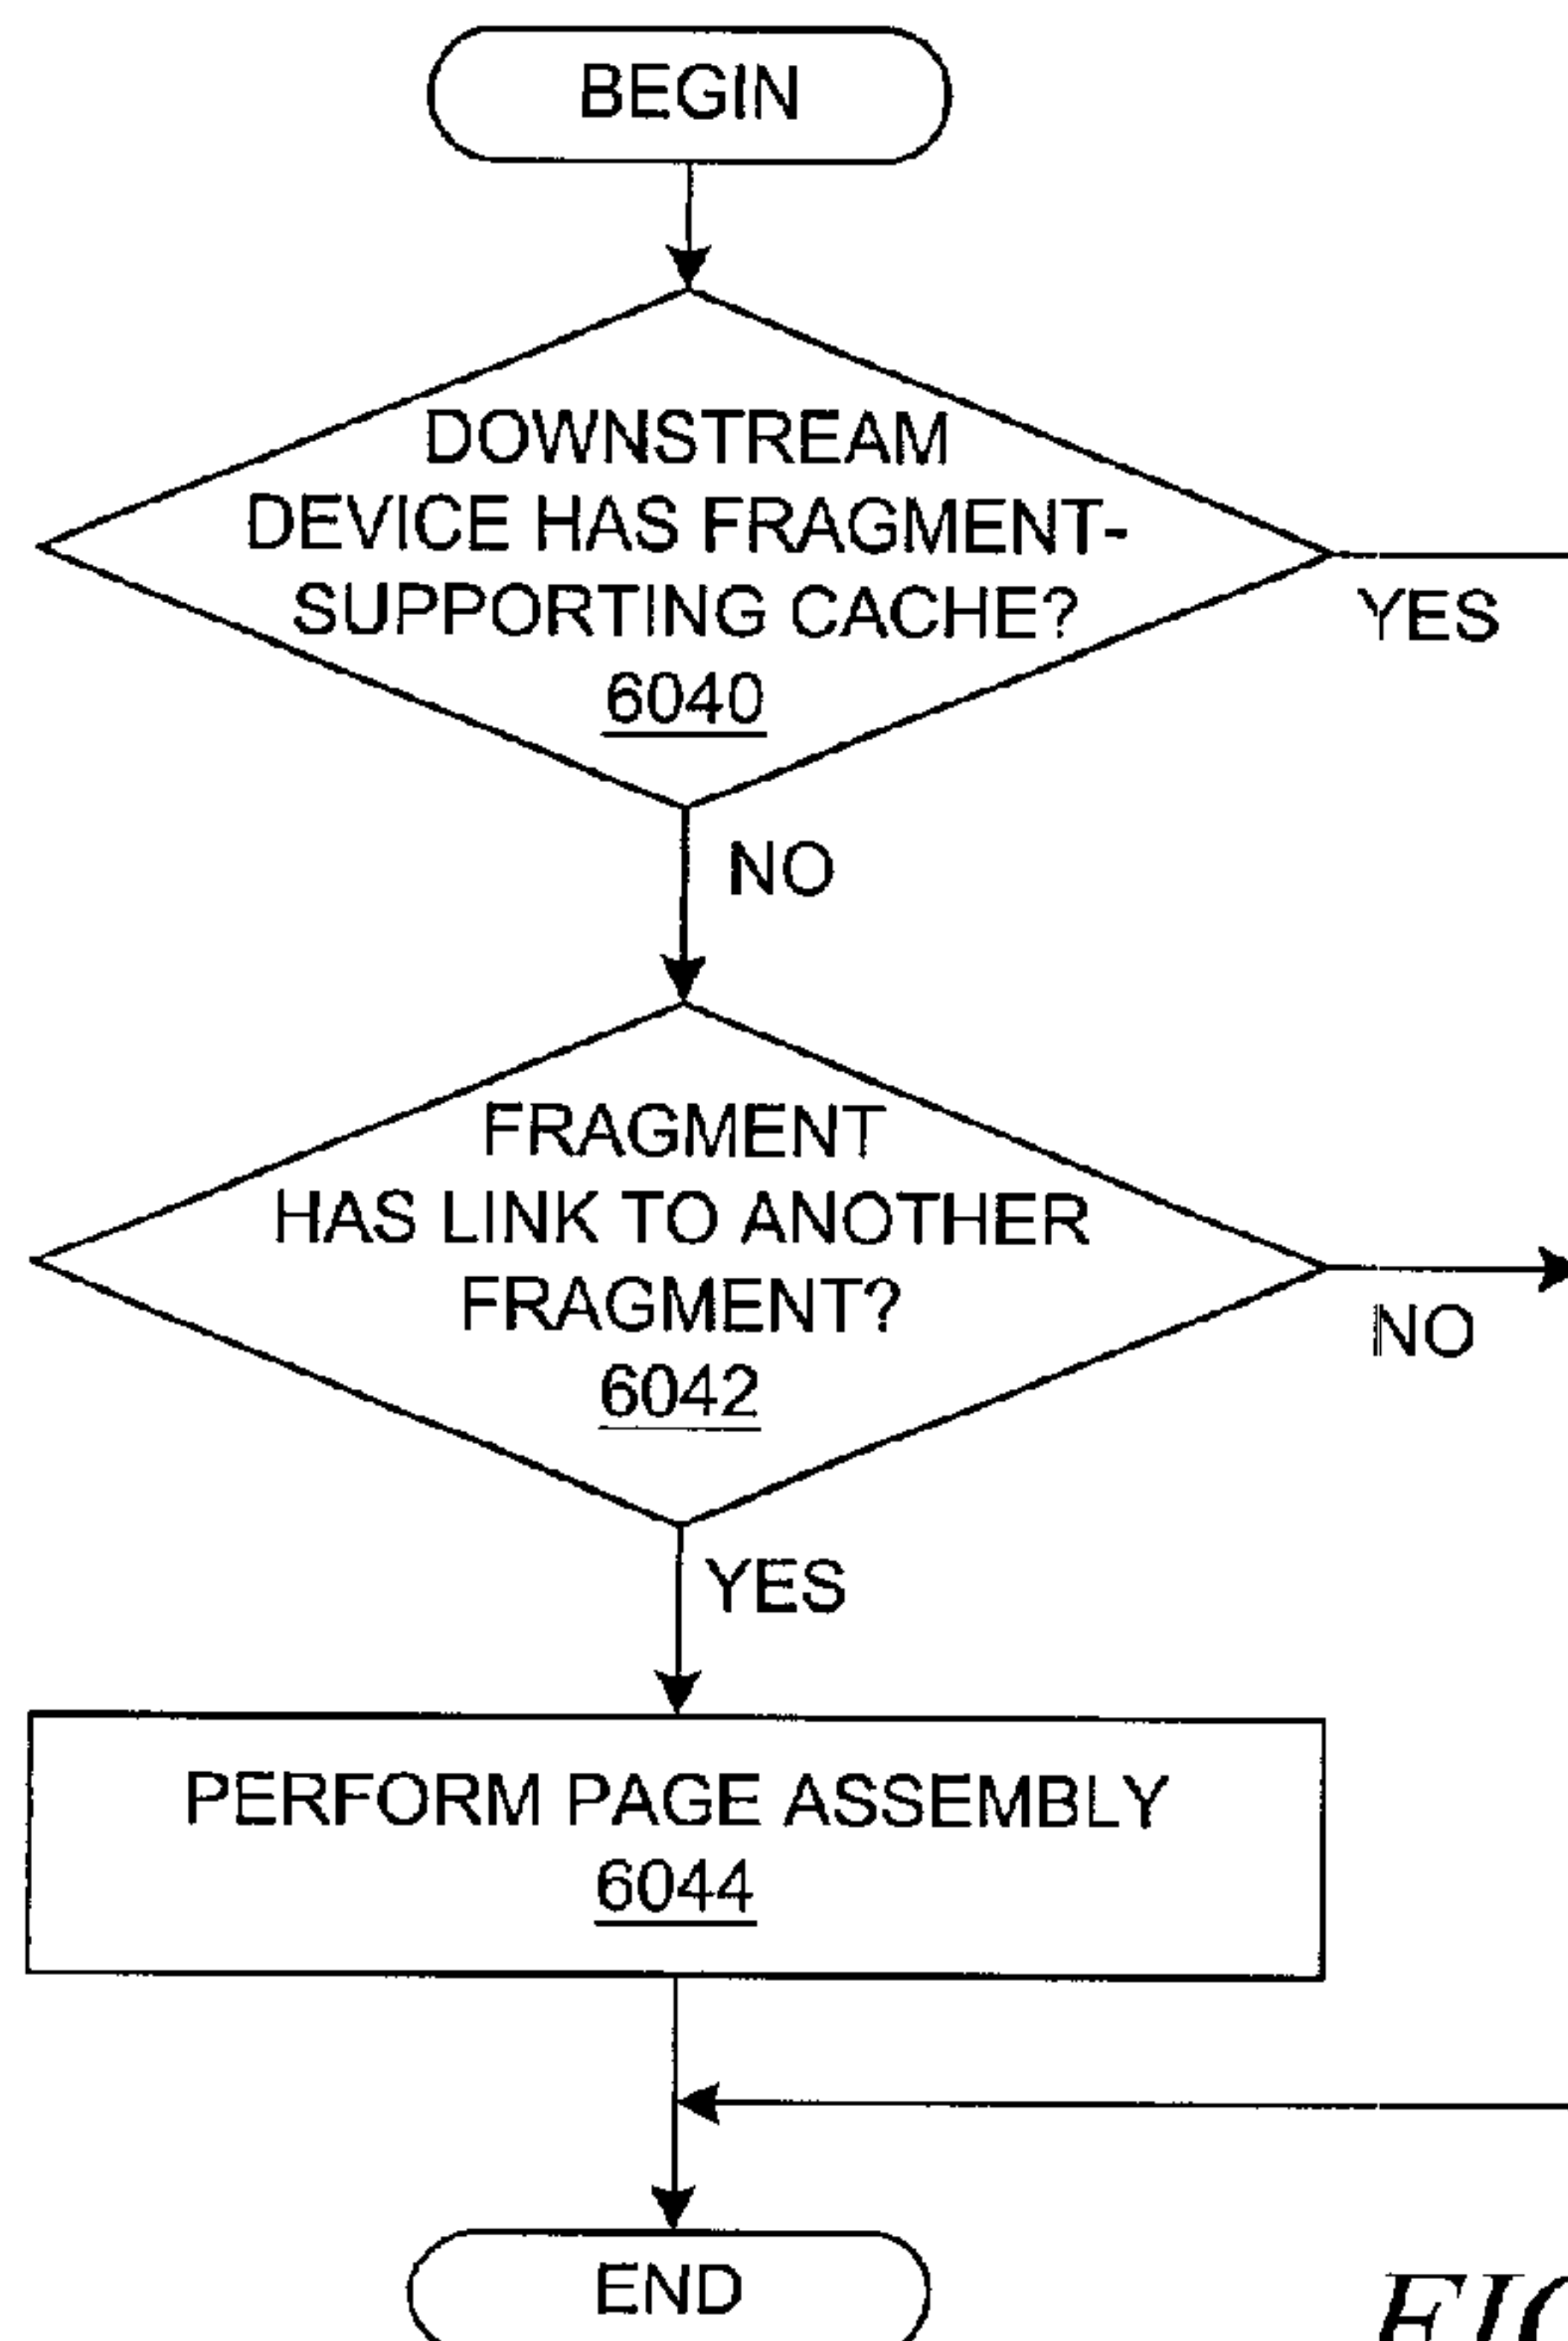 BEGIN
DOWNSTREAM
DEVICE HAS FRAGMENT-
SUPPORTING CACHE?
6040
YES
NO
FRAGMENT
HAS LINK TO ANOTHER
FRAGMENT?
6042
NO
YES
PERFORM PAGE ASSEMBLY
6044
END